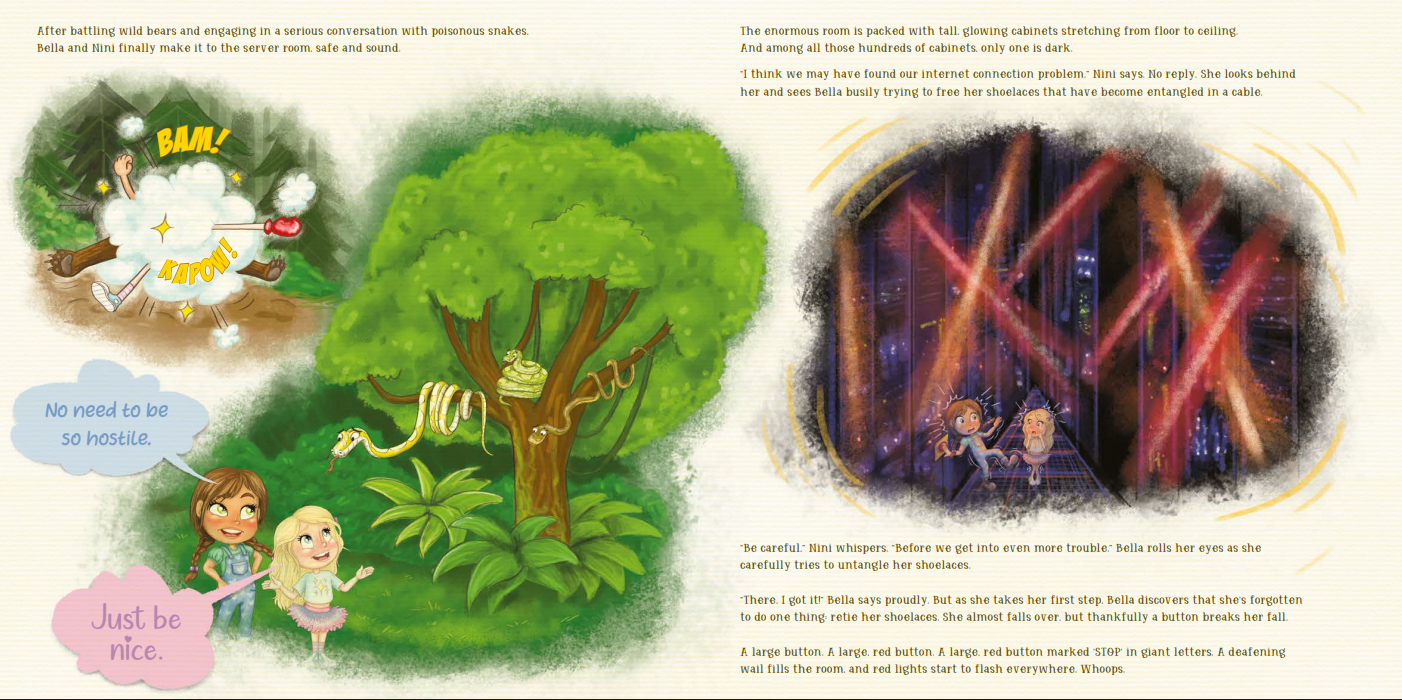 After battling wild bears and engaging in a serious conversation with poisonous snakes,
Bella and Nini finally make it to the server room, safe and sound.
BAM!
KAPOW!
No need to be
so hostile.
Just be
nice.
The enormous room is packed with tall, glowing cabinets stretching from floor to ceiling.
And among all those hundreds of cabinets, only one is dark.
"I think we may have found our internet connection problem," Nini says. No reply. She looks behind
her and sees Bella busily trying to free her shoelaces that have become entangled in a cable.
"Be careful," Nini whispers. "Before we get into even more trouble." Bella rolls her eyes as she
carefully tries to untangle her shoelaces.
"There, I got it!" Bella says proudly. But as she takes her first step, Bella discovers that she's forgotten
to do one thing: retie her shoelaces. She almost falls over, but thankfully a button breaks her fall.
A large button. A large, red button. A large, red button marked 'STOP' in giant letters. A deafening
wail fills the room, and red lights start to flash everywhere. Whoops.